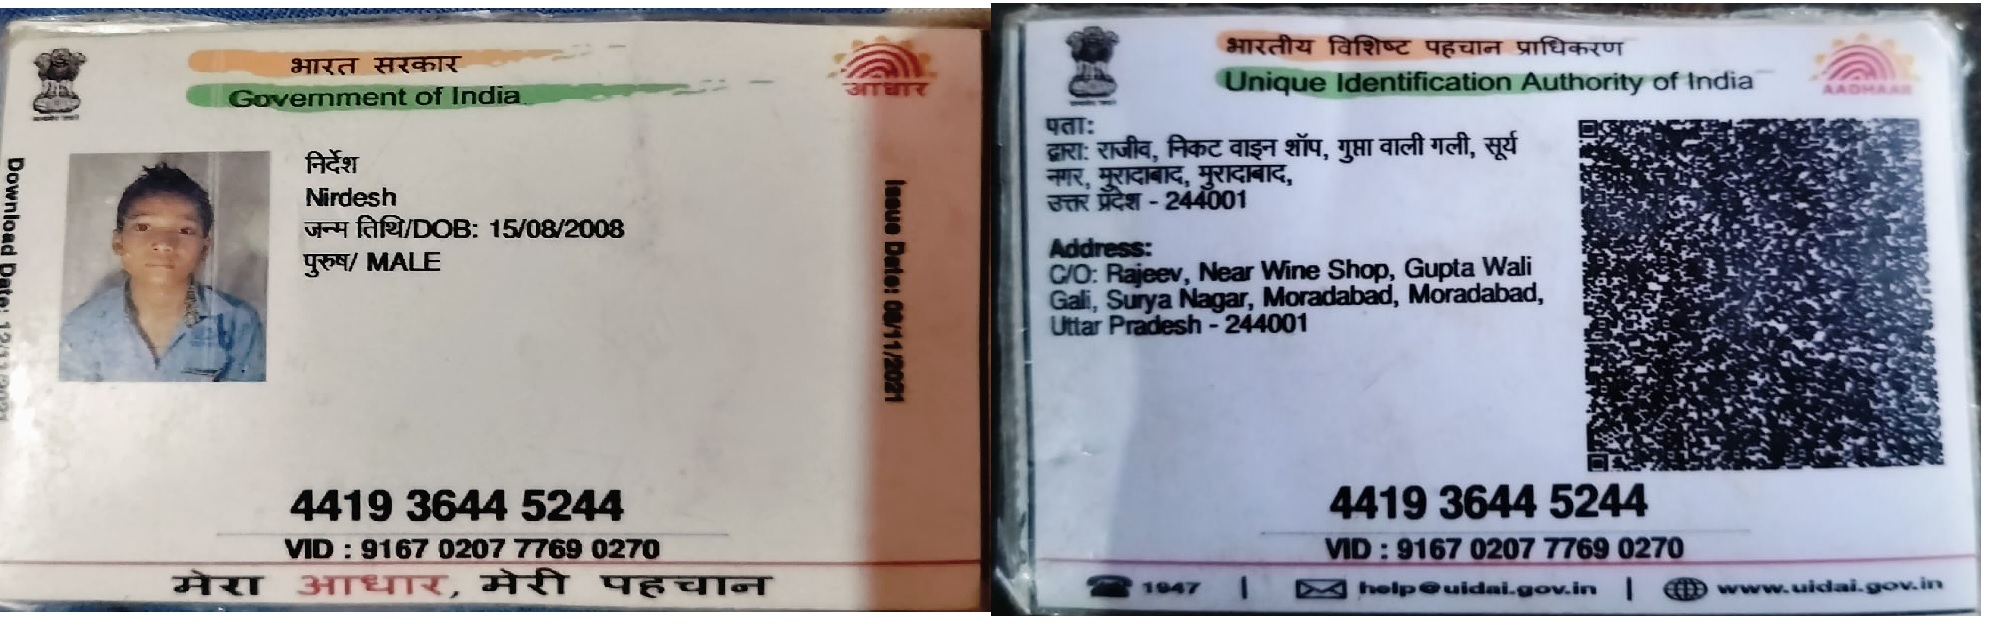 भारत सरकार
Government of India
आधार
Download Date:
निर्देश
Nirdesh
जन्म तिथि/DOB: 15/08/2008
पुरुष/ MALE
Issue Date: 09/11/2021
4419 3644 5244
VID : 9167 0207 7769 0270
मेरा आधार, मेरी पहचान
भारतीय विशिष्ट पहचान प्राधिकरण
Unique Identification Authority of India
AADHAAR
पता:
द्वारा: राजीव, निकट वाइन शॉप, गुप्ता वाली गली, सूर्य
नगर, मुरादाबाद, मुरादाबाद,
उत्तर प्रदेश - 244001
Address:
C/O: Rajeev, Near Wine Shop, Gupta Wali
Gali, Surya Nagar, Moradabad, Moradabad,
Uttar Pradesh - 244001
4419 3644 5244
VID : 9167 0207 7769 0270
1947 | help@uidai.gov.in | www.uidai.gov.in